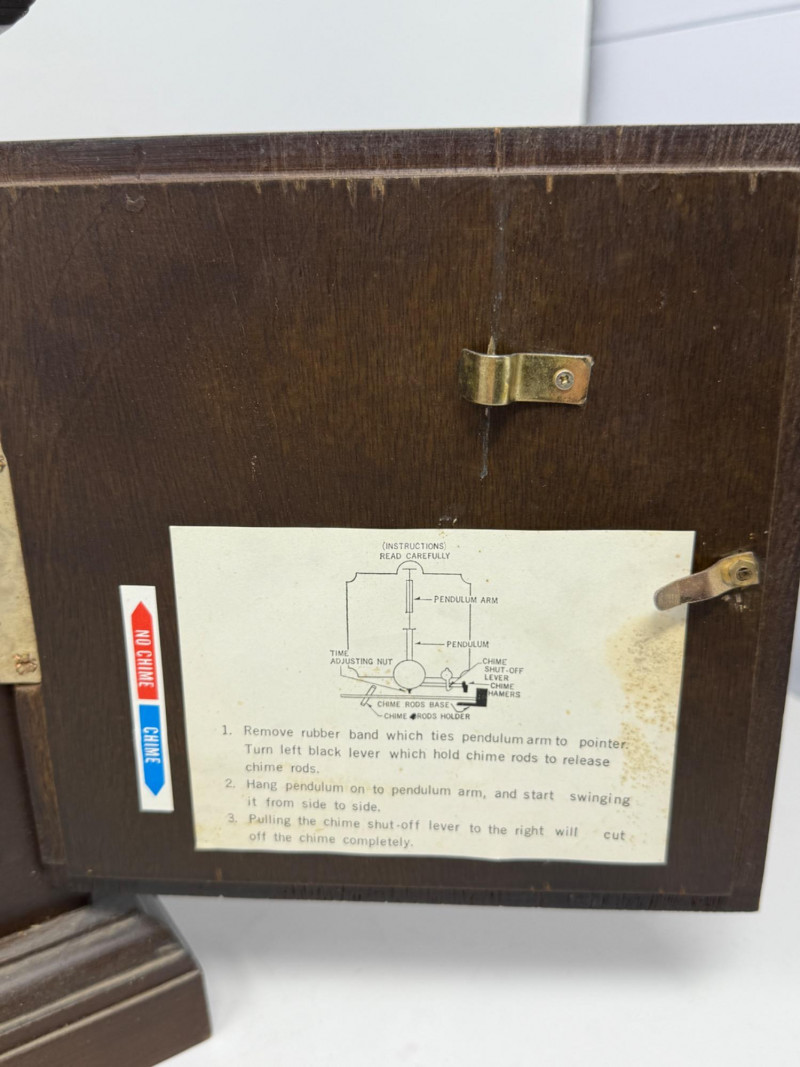 (INSTRUCTIONS)
READ CAREFULLY
PENDULUM ARM
PENDULUM
TIME
ADJUSTING NUT
CHIME
SHUT-OFF
LEVER
CHIME
HAMERS
CHIME RODS BASE
CHIME RODS HOLDER
1. Remove rubber band which ties pendulum arm to pointer.
Turn left black lever which hold chime rods to release
chime rods.
2. Hang pendulum on to pendulum arm, and start swinging
it from side to side.
3. Pulling the chime shut-off lever to the right will cut
off the chime completely.
NO CHIME
CHIME